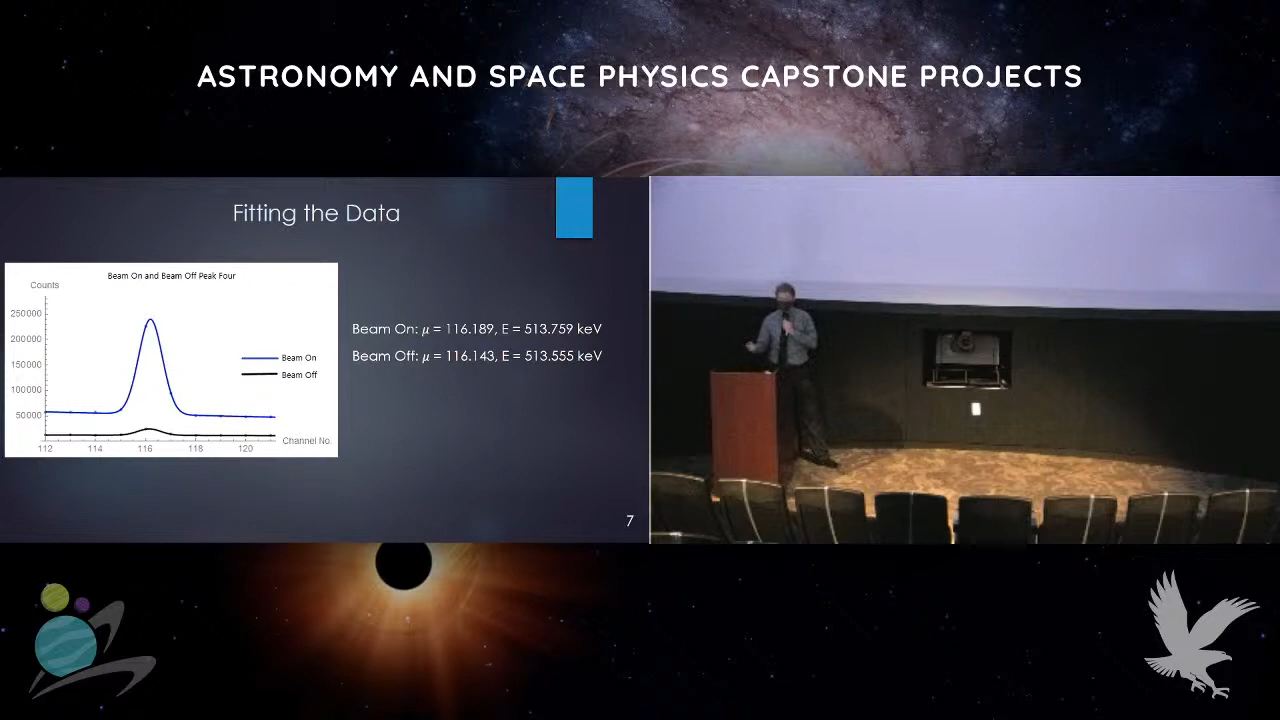 ASTRONOMY AND SPACE PHYSICS CAPSTONE PROJECTS
Fitting the Data
Beam On and Beam Off Peak Four
Counts
250000
200000
150000
100000
50000
Beam On
Beam Off
Channel No.
112 114 116 118 120
Beam On: μ = 116.189, E = 513.759 keV
Beam Off: μ = 116.143, E = 513.555 keV
7